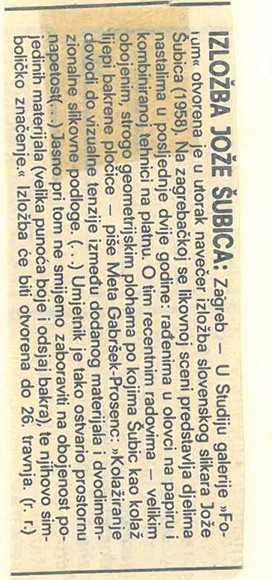 IZLOŽBA JOŽE ŠUBICA: Zagreb — U Studiju galerije »Fo-
rum« otvorena je u utorak navečer izložba slovenskog slikara Jože
Šubica (1958). Na zagrebačkoj se likovnoj sceni predstavlja djelima
nastalima u posljednje dvije godine: rađenima u olovci na papiru i
kombiniranoj tehnici na platnu. O tim recentnim radovima — velikim
obojenim, strogo geometrijskim plohama po kojima Šubic kao kolaž
lijepi bakrene pločice — piše Meta Gabršek-Prosenc: »Kolažiranje
dovodi do vizualne tenzije između dodanog materijala i dvodimen-
zionalne slikovne podloge. (. . .) Umjetnik je tako ostvario prostornu
napetost(. . .) Jasno, pri tom ne smijemo zaboraviti na obojenost po-
jedinih materijala (velika punoća boje i odsjaj bakra), te njihovo sim-
boličko značenje.« Izložba će biti otvorena do 26. travnja. (r. r.)